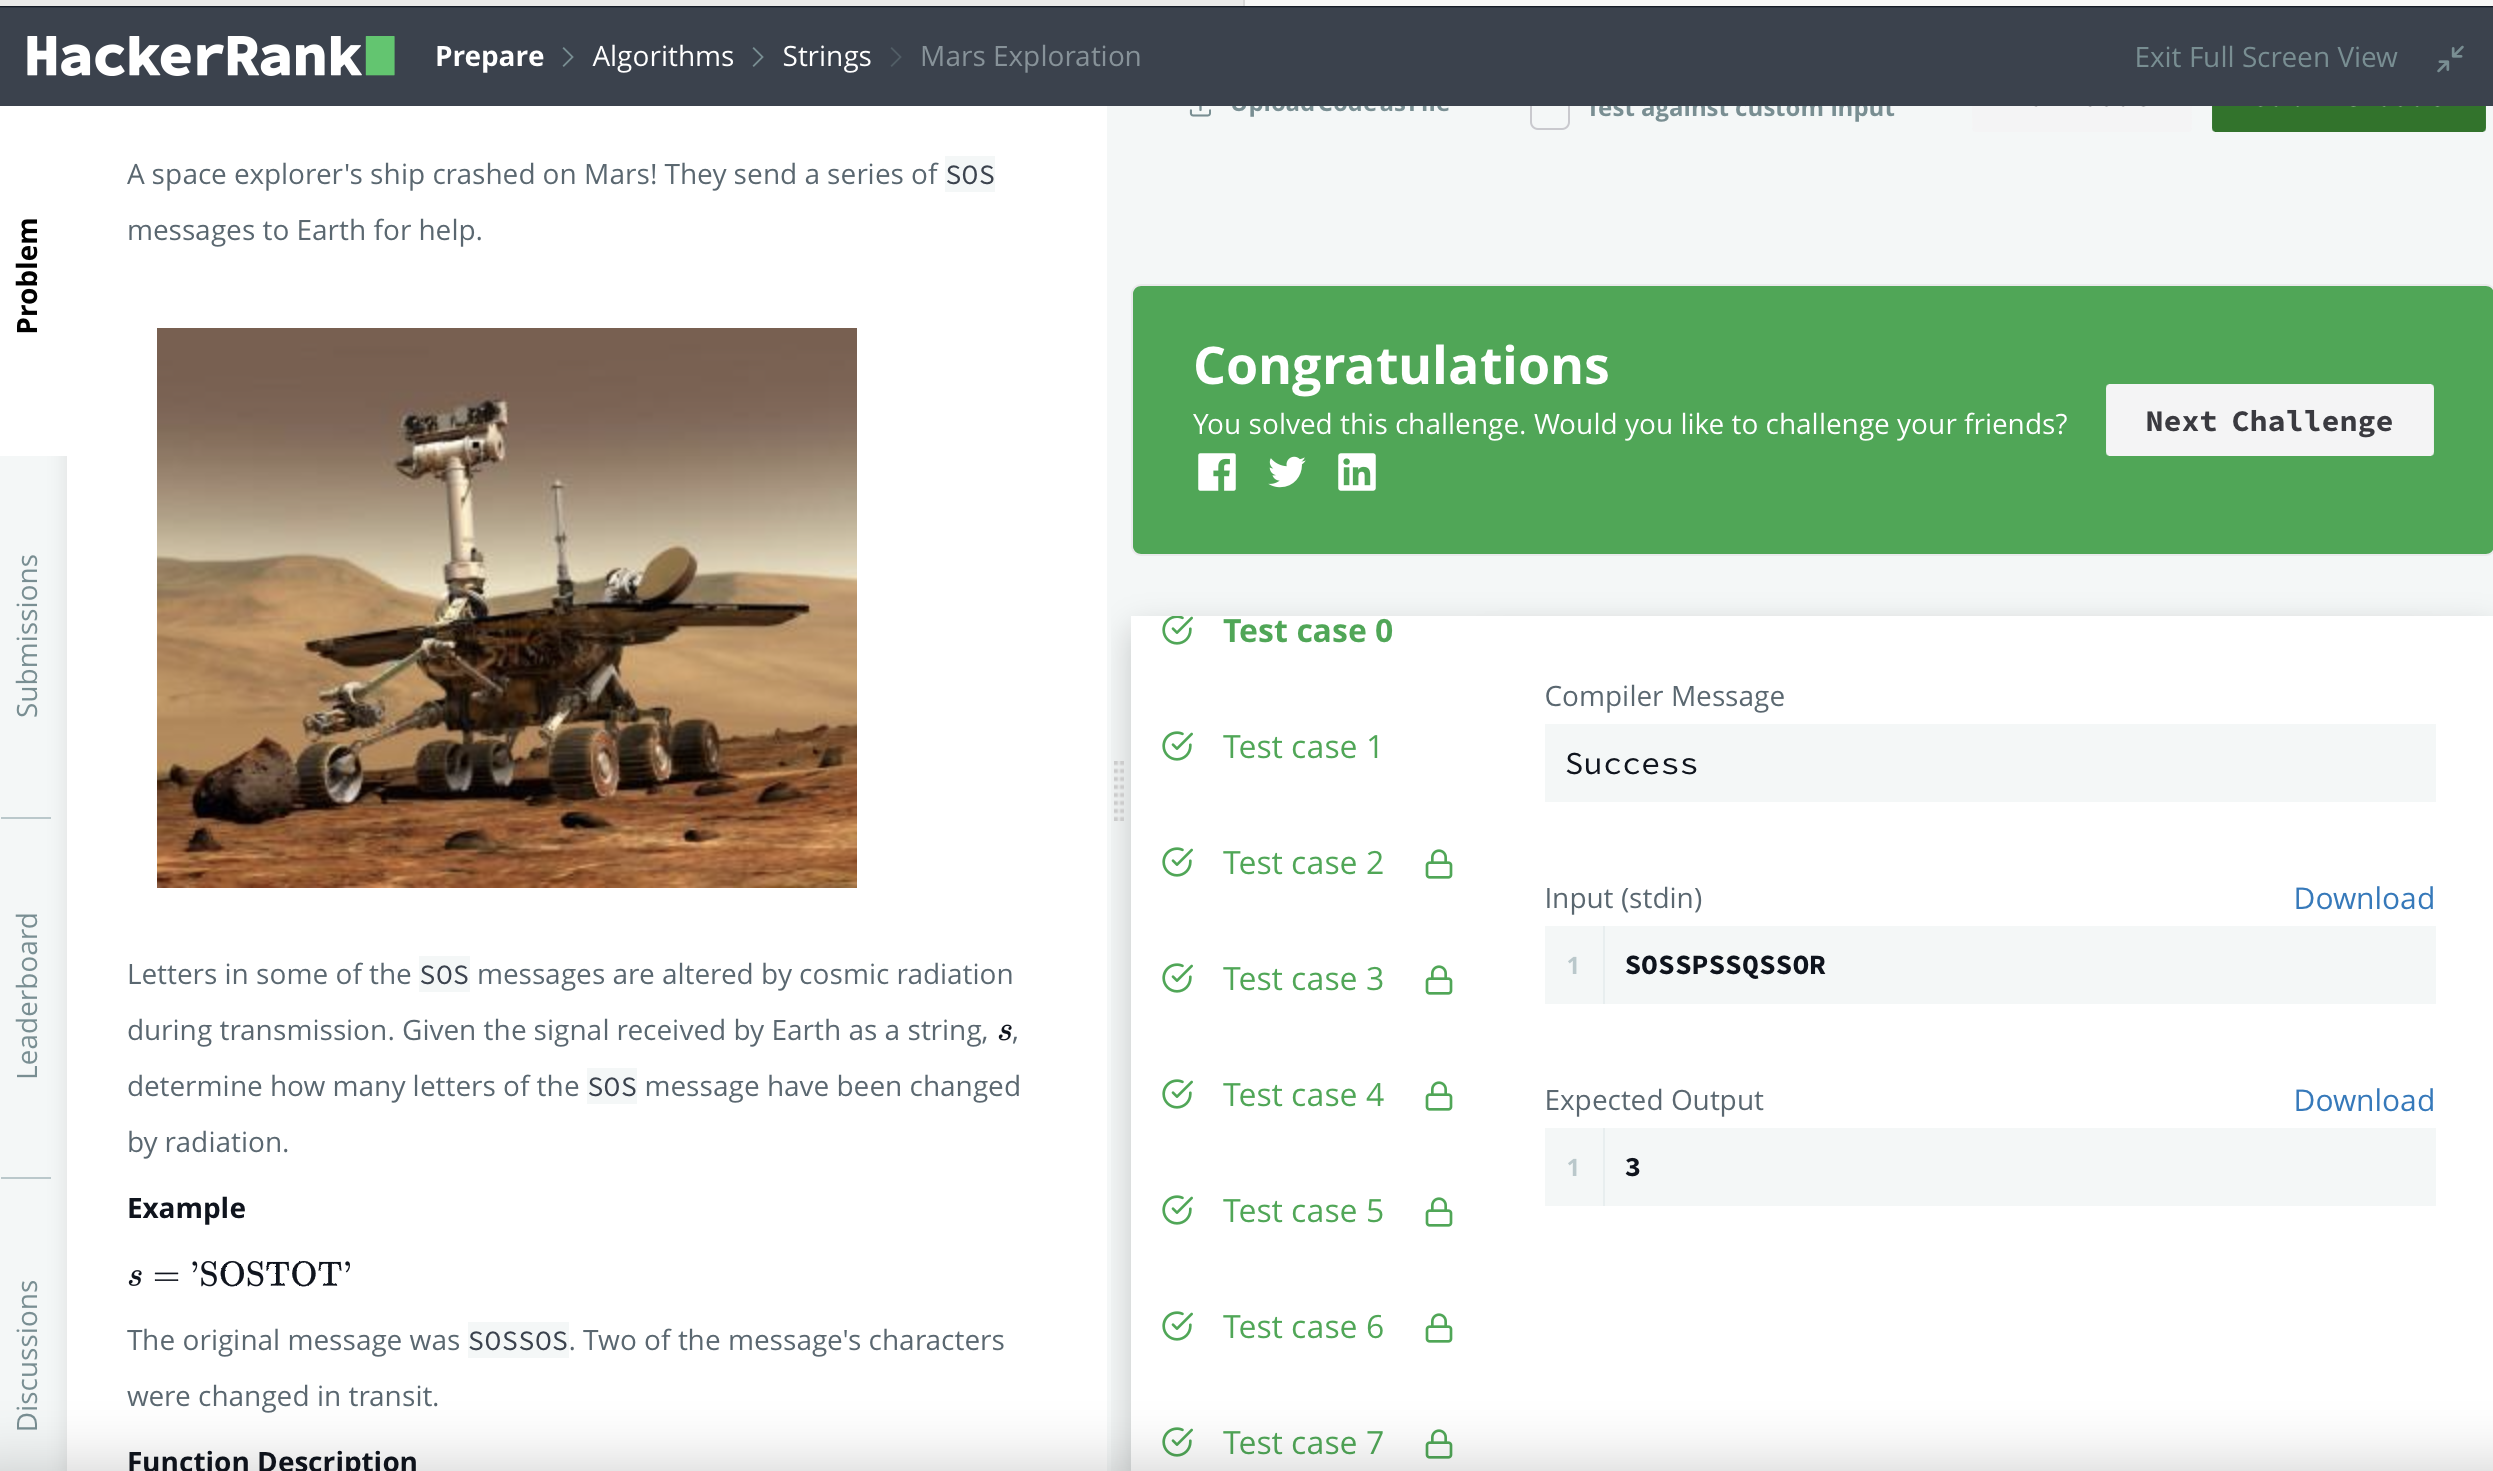 HackerRank
Prepare > Algorithms > Strings > Mars Exploration
Exit Full Screen View
Problem
Submissions
Leaderboard
Discussions
A space explorer's ship crashed on Mars! They send a series of SOS
messages to Earth for help.
Letters in some of the SOS messages are altered by cosmic radiation
during transmission. Given the signal received by Earth as a string, s,
determine how many letters of the SOS message have been changed
by radiation.
Example
s = 'SOSTOT'
The original message was SOSSOS. Two of the message's characters
were changed in transit.
Function Description
Upload Code as File
Test against custom input
Congratulations
You solved this challenge. Would you like to challenge your friends?
Next Challenge
Test case 0
Test case 1
Test case 2
Test case 3
Test case 4
Test case 5
Test case 6
Test case 7
Compiler Message
Success
Input (stdin)
Download
1 SOSSPSSQSSOR
Expected Output
Download
1 3